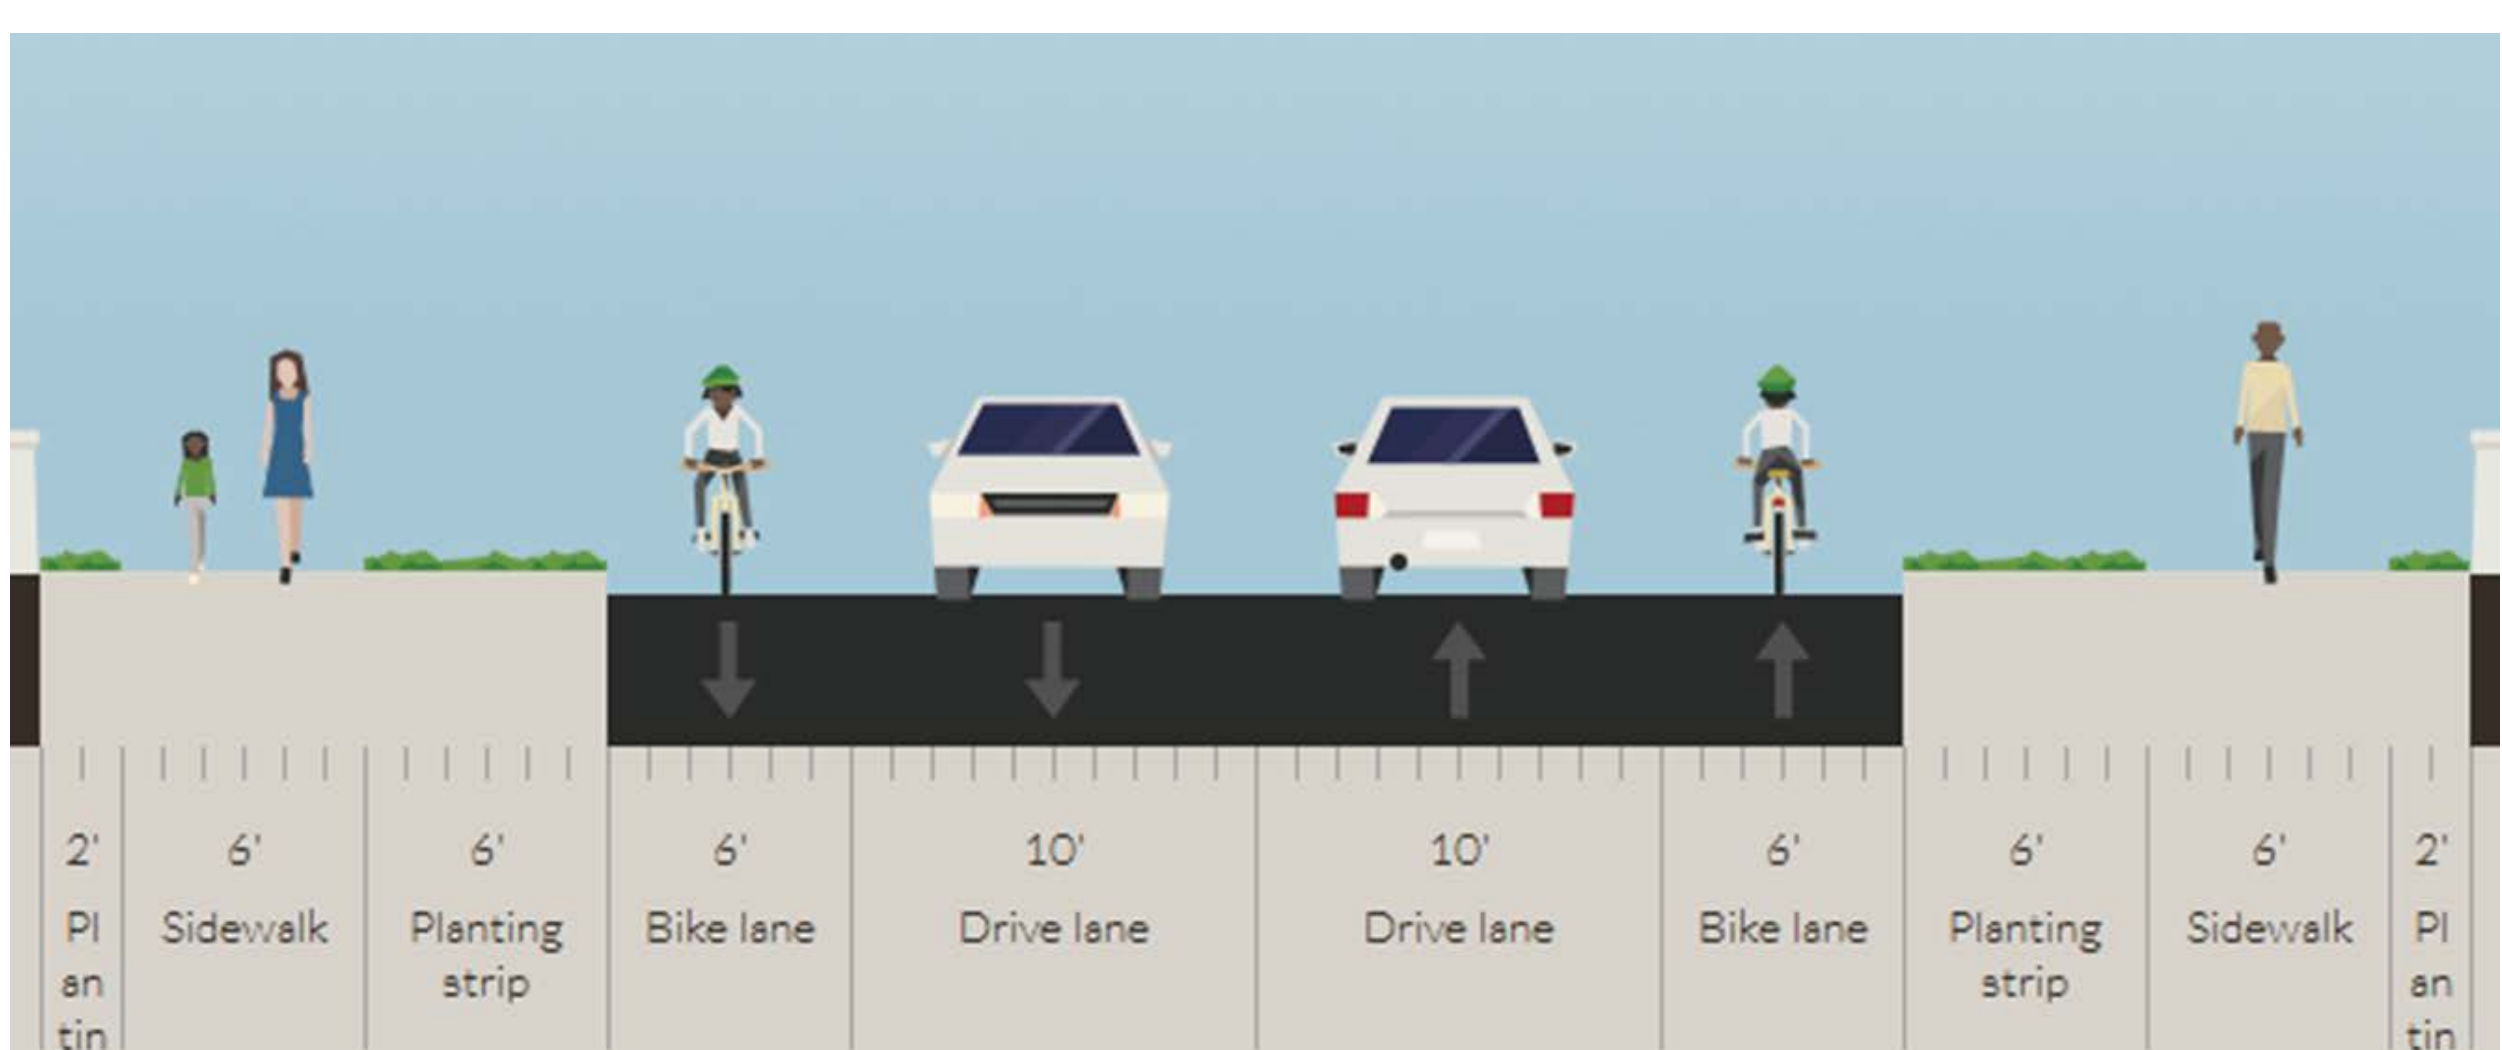 2' 6' 6' 6' 10' 10' 6' 6' 6' 2'
Pl Sidewalk Planting Bike lane Drive lane Drive lane Bike lane Planting Sidewalk Pl
an strip strip an
tin tin